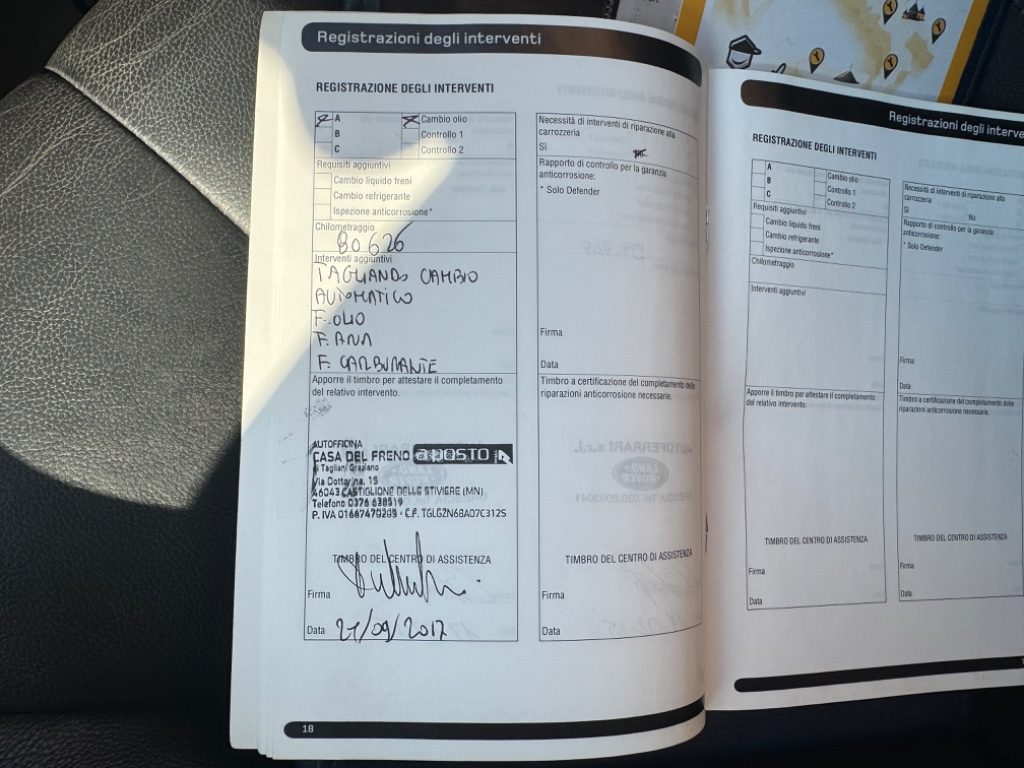 Registrazioni degli interventi
REGISTRAZIONE DEGLI INTERVENTI
A
Cambio olio
B
Controllo 1
C
Controllo 2
Requisiti aggiuntivi
Cambio liquido freni
Cambio refrigerante
Ispezione anticorrosione*
Chilometraggio
80626
Interventi aggiuntivi
TAGLIANDO CAMBIO
AUTOMATICO
F. OLIO
F. ARIA
F. CARBURANTE
Apporre il timbro per attestare il completamento
del relativo intervento.
AUTOFFICINA
CASA DEL FRENO a posto
di Tagliani Graziano
Via Dottorina, 15
46043 CASTIGLIONE DELLE STIVIERE (MN)
Telefono 0376 638519
P. IVA 01667470205 - C.F. TGLGZN68A07C312S
TIMBRO DEL CENTRO DI ASSISTENZA
Firma
Data 21/09/2017
18
Necessità di interventi di riparazione alla
carrozzeria
Sì
Rapporto di controllo per la garanzia
anticorrosione:
* Solo Defender
Firma
Data
Timbro a certificazione del completamento delle
riparazioni anticorrosione necessarie.
TIMBRO DEL CENTRO DI ASSISTENZA
Firma
Data
Registrazioni degli
REGISTRAZIONE DEGLI INTERVENTI
A
Cambio olio
B
Controllo 1
C
Controllo 2
Requisiti aggiuntivi
Cambio liquido freni
Cambio refrigerante
Ispezione anticorrosione*
Chilometraggio
Interventi aggiuntivi
Apporre il timbro per attestare il completamento
del relativo intervento.
TIMBRO DEL CENTRO DI ASSISTENZA
Firma
Data
Necessità di interventi di riparazione alla
carrozzeria
Sì
No
Rapporto di controllo per la garanzia
anticorrosione:
* Solo Defender
Firma
Data
Timbro a certificazione del completamento delle
riparazioni anticorrosione necessarie.
TIMBRO DEL CENTRO DI ASSISTENZA
Firma
Data